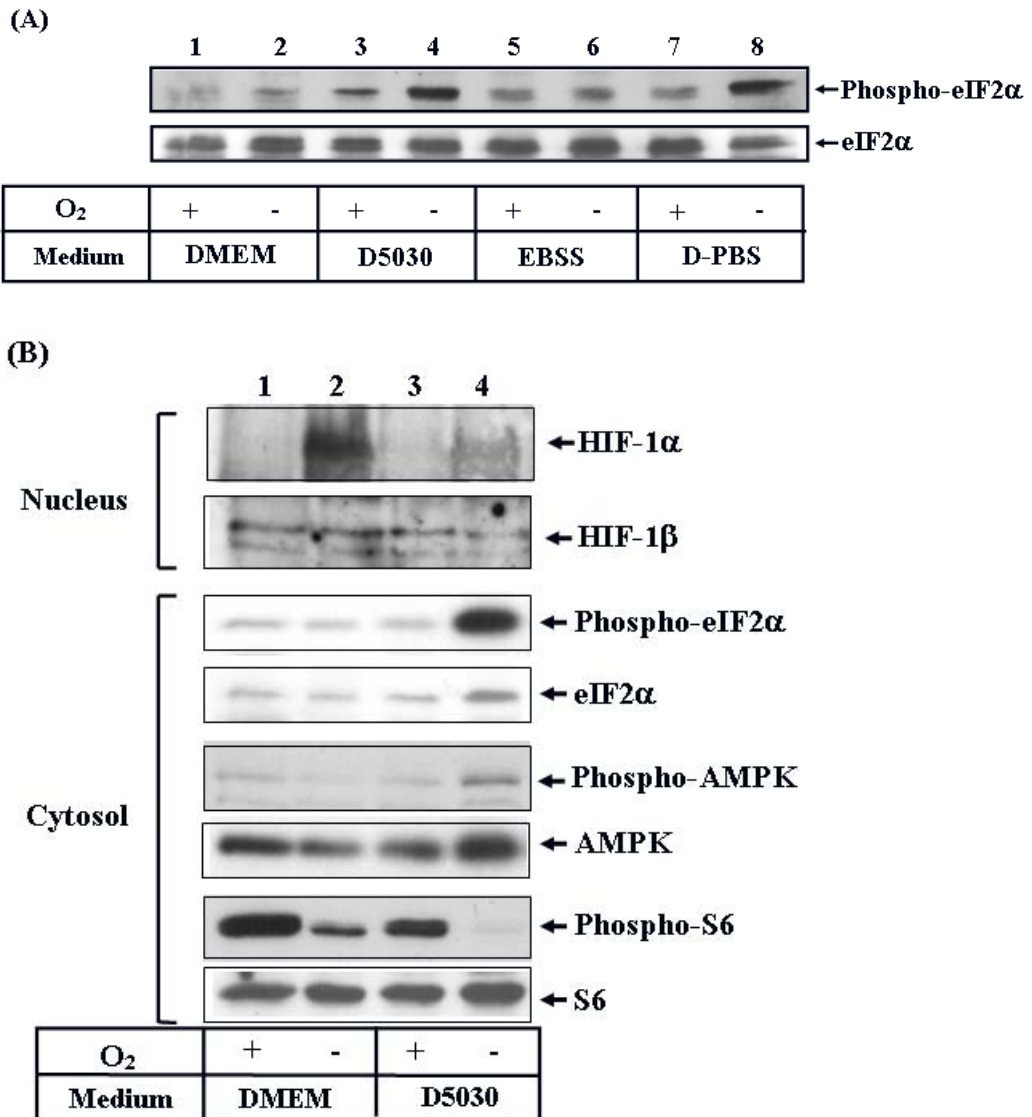 (A)
1 2 3 4 5 6 7 8
←Phospho-eIF2α
←eIF2α
O₂ + - + - + - + -
Medium DMEM D5030 EBSS D-PBS
(B)
1 2 3 4
Nucleus
←HIF-1α
←HIF-1β
Cytosol
←Phospho-eIF2α
←eIF2α
←Phospho-AMPK
←AMPK
←Phospho-S6
←S6
O₂ + - + -
Medium DMEM D5030